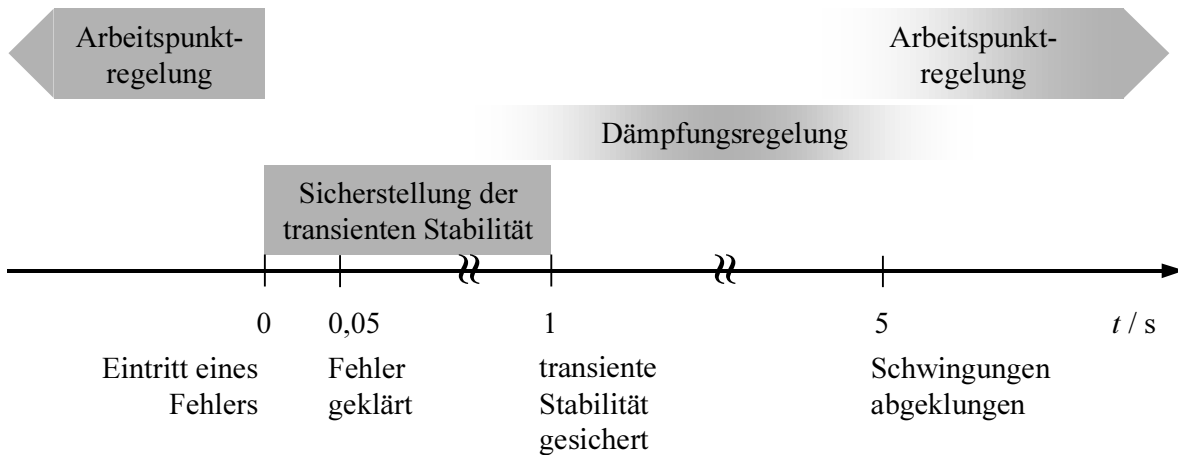 Arbeitspunkt-
regelung
Arbeitspunkt-
regelung
Dämpfungsregelung
Sicherstellung der
transienten Stabilität
0
0,05
1
5
t / s
Eintritt eines
Fehlers
Fehler
geklärt
transiente
Stabilität
gesichert
Schwingungen
abgeklungen